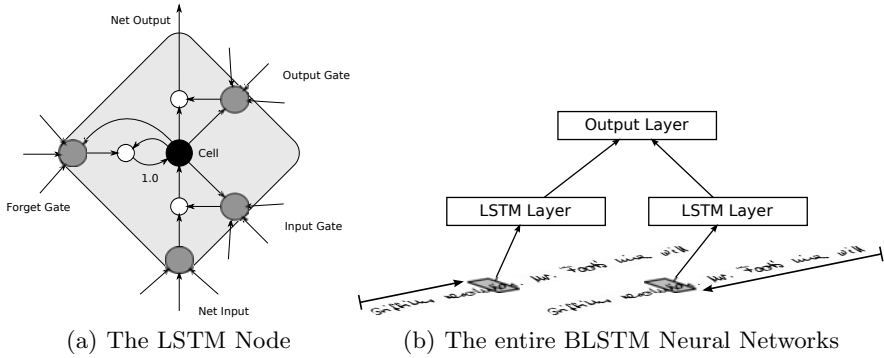 Net Output
Output Gate
Cell
1.0
Forget Gate
Input Gate
Net Input
(a) The LSTM Node
Output Layer
LSTM Layer LSTM Layer
(b) The entire BLSTM Neural Networks